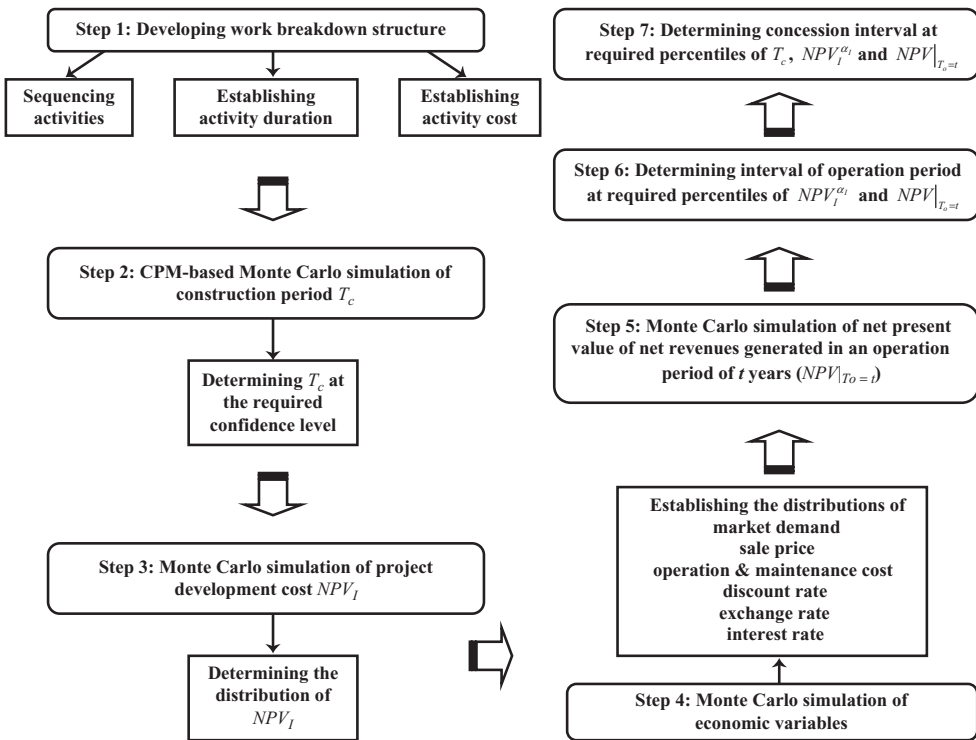 Step 1: Developing work breakdown structure
Sequencing
activities
Establishing
activity duration
Establishing
activity cost
Step 2: CPM-based Monte Carlo simulation of
construction period T_c
Determining T_c at
the required
confidence level
Step 3: Monte Carlo simulation of project
development cost NPV_I
Determining the
distribution of
NPV_I
Step 4: Monte Carlo simulation of
economic variables
Establishing the distributions of
market demand
sale price
operation & maintenance cost
discount rate
exchange rate
interest rate
Step 5: Monte Carlo simulation of net present
value of net revenues generated in an operation
period of t years (NPV|_{To = t})
Step 6: Determining interval of operation period
at required percentiles of NPV_I^{α_I} and NPV|_{T_o=t}
Step 7: Determining concession interval at
required percentiles of T_c, NPV_I^{α_I} and NPV|_{T_o=t}